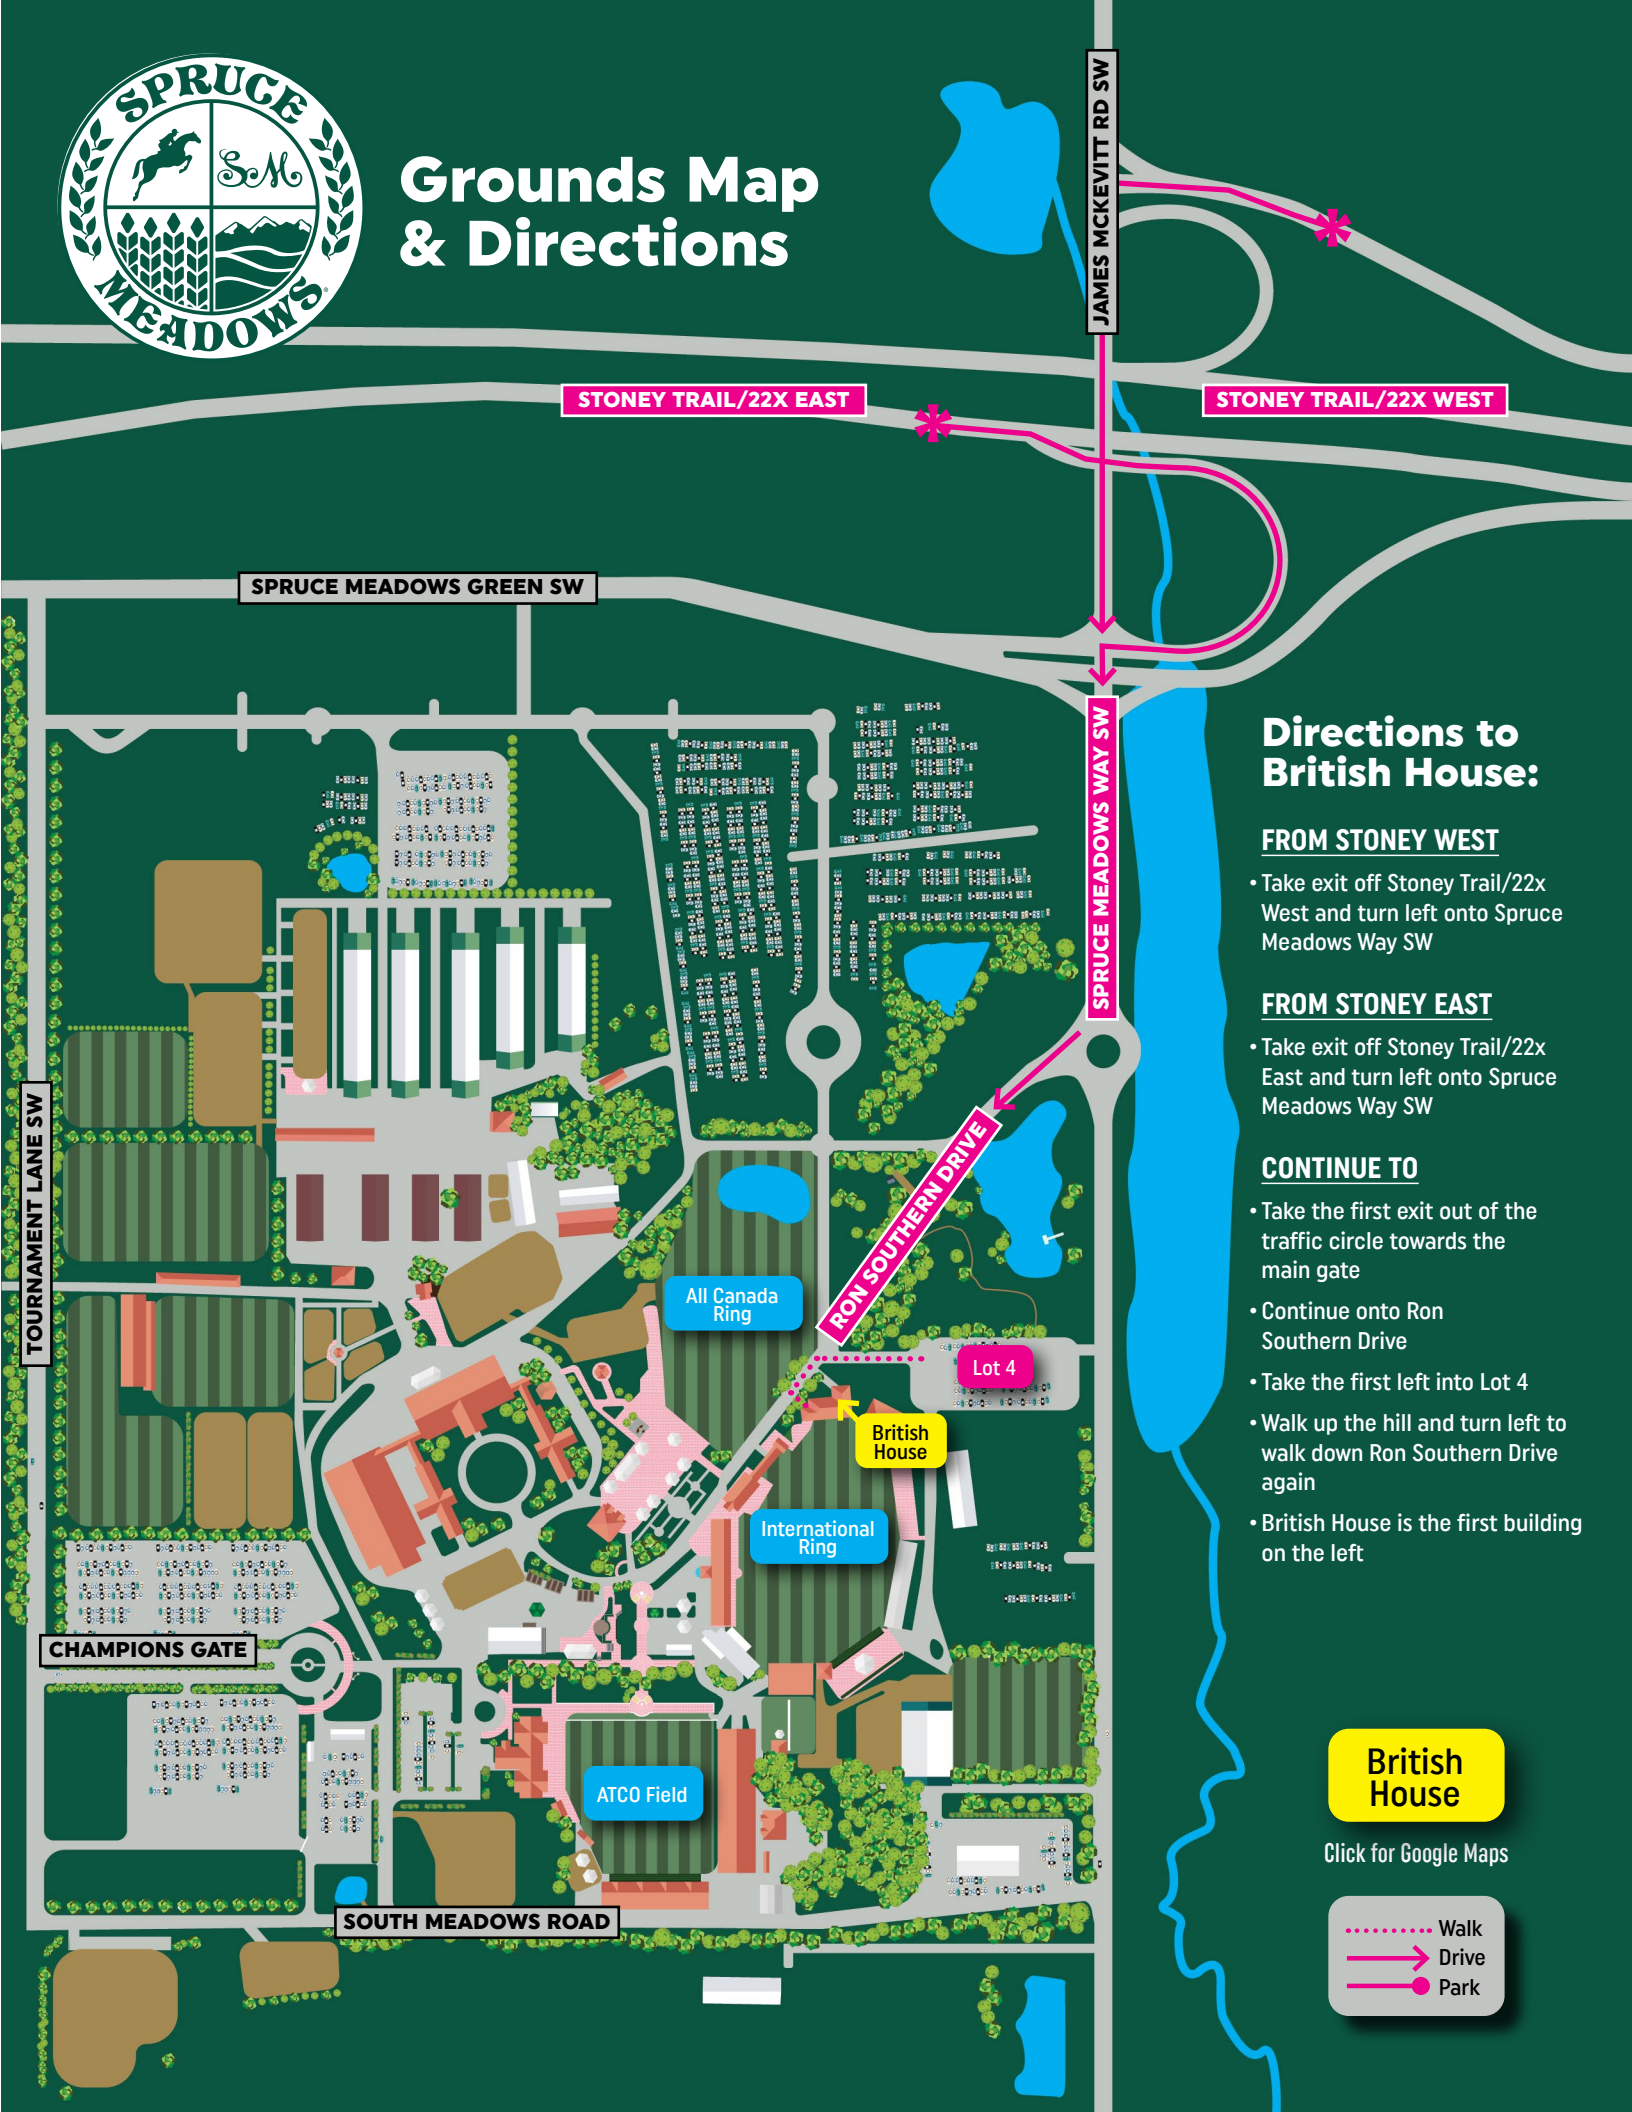 SPRUCE
SM
MEADOWS
Grounds Map
& Directions
JAMES MCKEVITT RD SW
STONEY TRAIL/22X EAST
STONEY TRAIL/22X WEST
SPRUCE MEADOWS GREEN SW
SPRUCE MEADOWS WAY SW
RON SOUTHERN DRIVE
TOURNAMENT LANE SW
All Canada
Ring
Lot 4
British
House
International
Ring
CHAMPIONS GATE
ATCO Field
SOUTH MEADOWS ROAD
Directions to
British House:
FROM STONEY WEST
• Take exit off Stoney Trail/22x
West and turn left onto Spruce
Meadows Way SW
FROM STONEY EAST
• Take exit off Stoney Trail/22x
East and turn left onto Spruce
Meadows Way SW
CONTINUE TO
• Take the first exit out of the
traffic circle towards the
main gate
• Continue onto Ron
Southern Drive
• Take the first left into Lot 4
• Walk up the hill and turn left to
walk down Ron Southern Drive
again
• British House is the first building
on the left
British
House
Click for Google Maps
Walk
Drive
Park